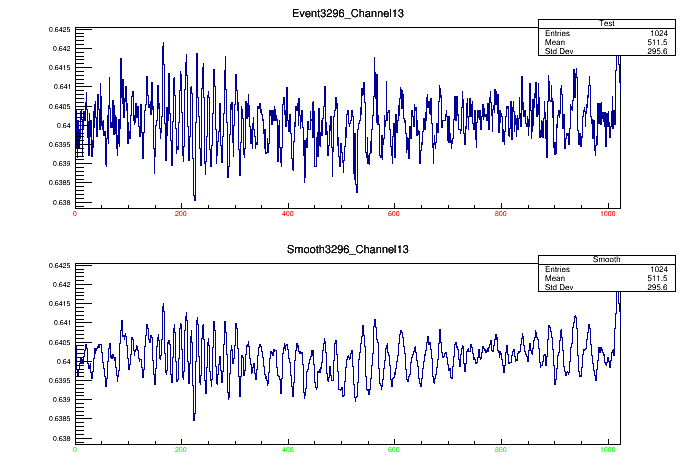 Event3296_Channel13
Test
Entries 1024
Mean 511.5
Std Dev 295.6
0.6425
0.642
0.6415
0.641
0.6405
0.64
0.6395
0.639
0.6385
0.638
0 200 400 600 800 1000
Smooth3296_Channel13
Smooth
Entries 1024
Mean 511.5
Std Dev 295.6
0.6425
0.642
0.6415
0.641
0.6405
0.64
0.6395
0.639
0.6385
0.638
0 200 400 600 800 1000